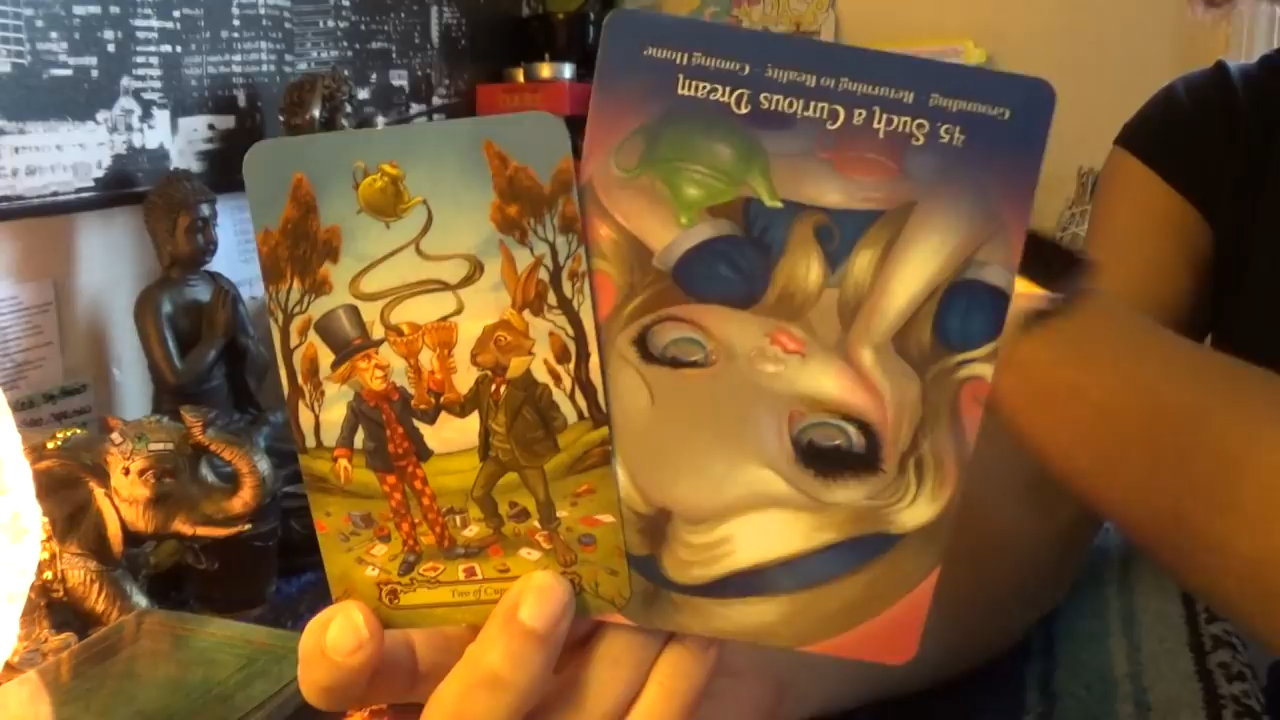 45. Such a Curious Dream
Grounding - Returning to Reality - Coming Home
Two of Cups